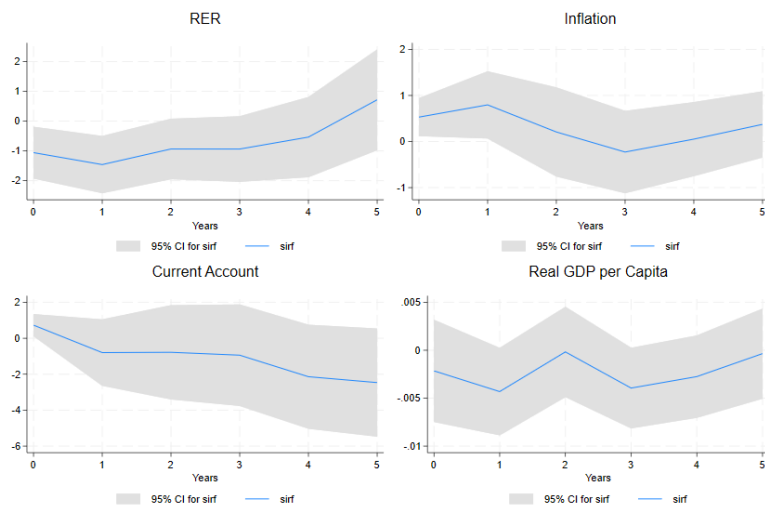 RER
2
1
0
-1
-2
0 1 2 3 4 5
Years
95% CI for sirf sirf
Inflation
2
1
0
-1
0 1 2 3 4 5
Years
95% CI for sirf sirf
Current Account
2
0
-2
-4
-6
0 1 2 3 4 5
Years
95% CI for sirf sirf
Real GDP per Capita
.005
0
-.005
-.01
0 1 2 3 4 5
Years
95% CI for sirf sirf